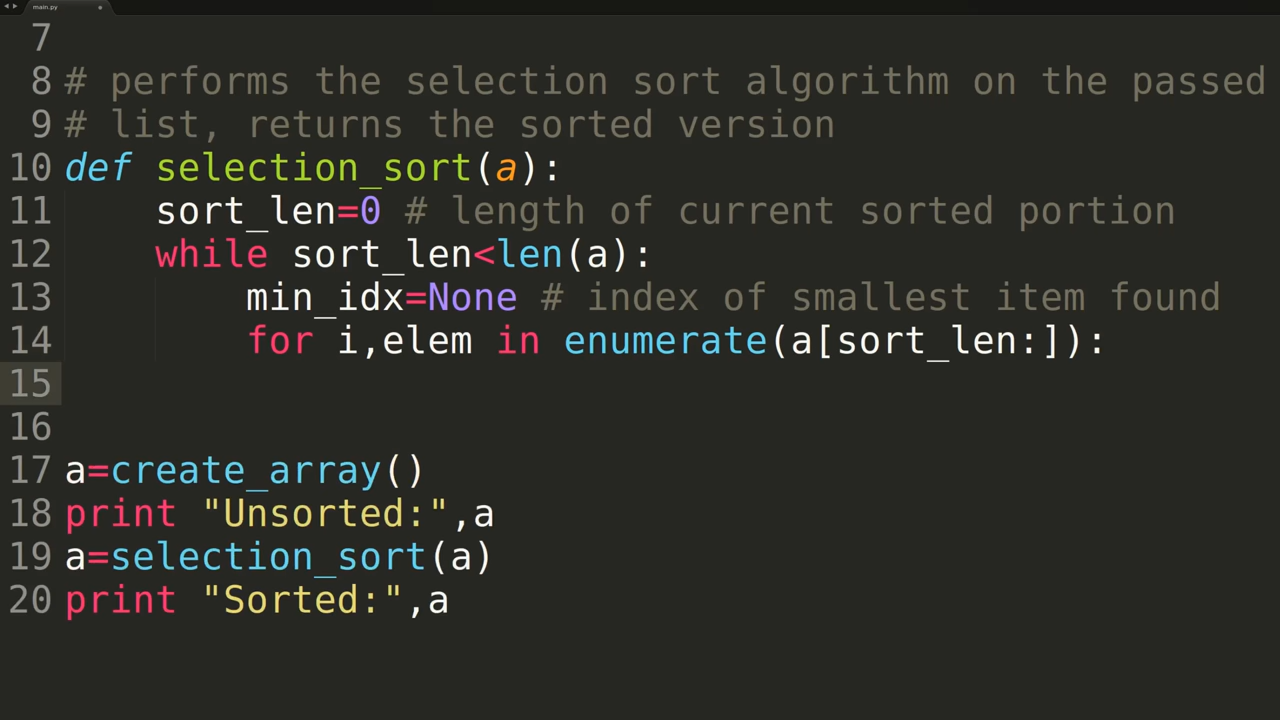 main.py
7
8 # performs the selection sort algorithm on the passed
9 # list, returns the sorted version
10 def selection_sort(a):
11     sort_len=0 # length of current sorted portion
12     while sort_len<len(a):
13         min_idx=None # index of smallest item found
14         for i,elem in enumerate(a[sort_len:]):
15
16
17 a=create_array()
18 print "Unsorted:",a
19 a=selection_sort(a)
20 print "Sorted:",a